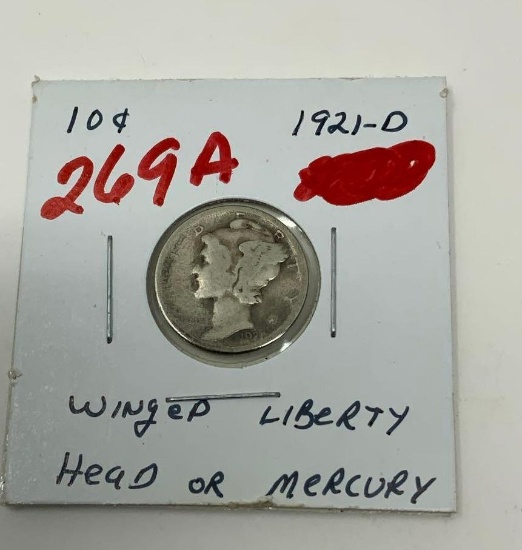 10¢ 1921-D
269A
WINgED LIBERTY
HeaD OR MERCURY